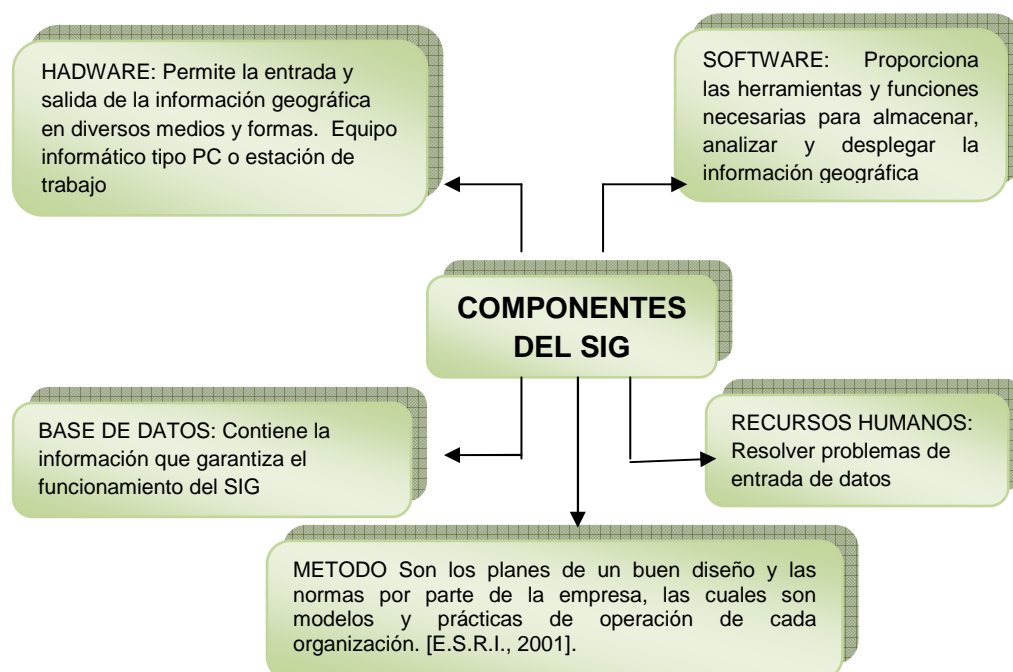 HADWARE: Permite la entrada y
salida de la información geográfica
en diversos medios y formas.  Equipo
informático tipo PC o estación de
trabajo
SOFTWARE: Proporciona
las herramientas y funciones
necesarias para almacenar,
analizar y desplegar la
información geográfica
COMPONENTES
DEL SIG
BASE DE DATOS: Contiene la
información que garantiza el
funcionamiento del SIG
RECURSOS HUMANOS:
Resolver problemas de
entrada de datos
METODO Son los planes de un buen diseño y las
normas por parte de la empresa, las cuales son
modelos y prácticas de operación de cada
organización. [E.S.R.I., 2001].